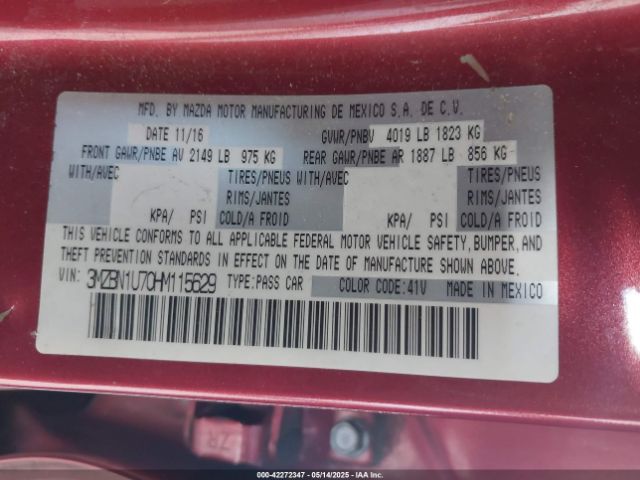 MFD. BY MAZDA MOTOR MANUFACTURING DE MEXICO S.A. DE C.V.
DATE 11/16 GVWR/PNBV 4019 LB 1823 KG
FRONT GAWR/PNBE AV 2149 LB 975 KG REAR GAWR/PNBE AR 1887 LB 856 KG
WITH/AVEC TIRES/PNEUS WITH/AVEC TIRES/PNEUS
RIMS/JANTES RIMS/JANTES
KPA/ PSI COLD/A FROID KPA/ PSI COLD/A FROID
THIS VEHICLE CONFORMS TO ALL APPLICABLE FEDERAL MOTOR VEHICLE SAFETY, BUMPER, AND
THEFT PREVENTION STANDARDS IN EFFECT ON THE DATE OF MANUFACTURE SHOWN ABOVE.
VIN: 3MZBN1U70HM115629 TYPE:PASS CAR COLOR CODE:41V MADE IN MEXICO
000-42272347 - 05/14/2025 - IAAI.COM